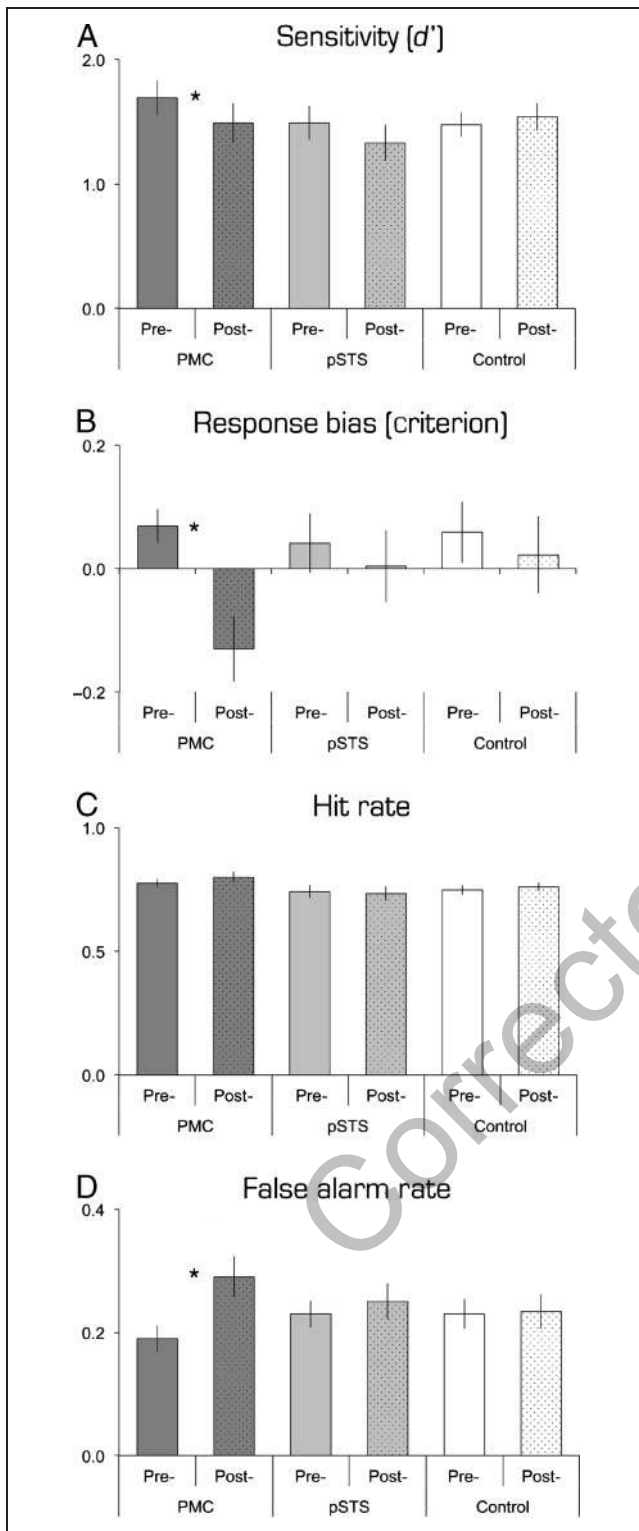 A Sensitivity (d')
2.0
*
1.0
0.0
Pre- Post- Pre- Post- Pre- Post-
PMC pSTS Control
B Response bias (criterion)
0.2
*
0.0
−0.2
Pre- Post- Pre- Post- Pre- Post-
PMC pSTS Control
C Hit rate
1.0
0.5
0.0
Pre- Post- Pre- Post- Pre- Post-
PMC pSTS Control
D False alarm rate
0.4
*
0.2
0.0
Pre- Post- Pre- Post- Pre- Post-
PMC pSTS Control